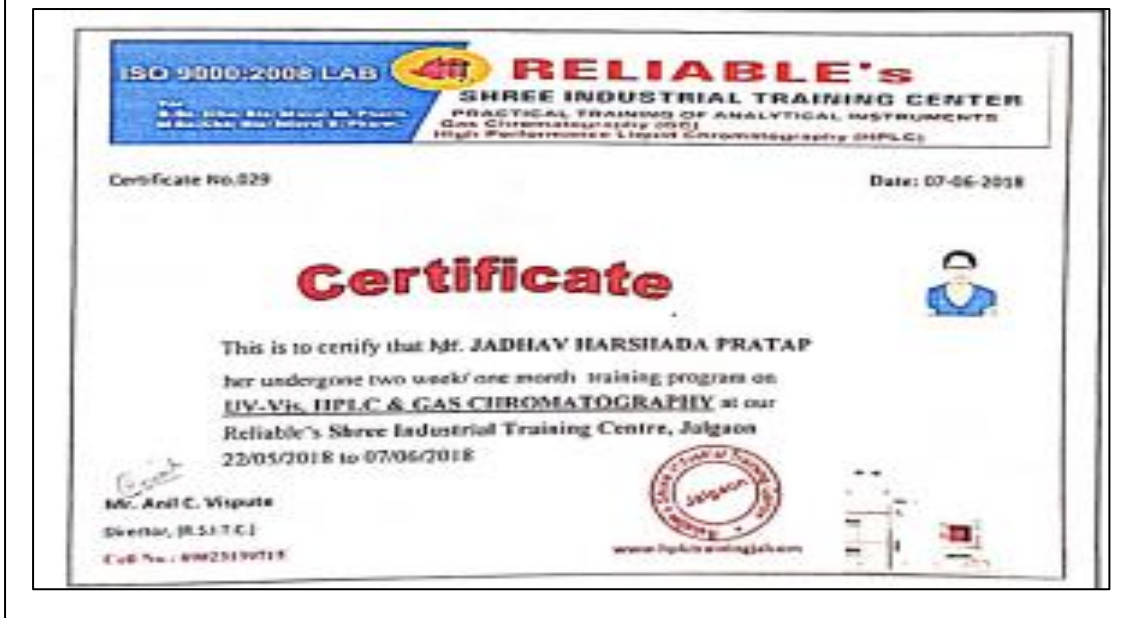 ISO 9000:2008 LAB
RELIABLE's
SHREE INDUSTRIAL TRAINING CENTER
PRACTICAL TRAINING OF ANALYTICAL INSTRUMENTS
Gas Chromatography (GC)
High Performance Liquid Chromatography (HPLC)
Certificate No.029
Date: 07-06-2018
Certificate
This is to certify that Mr. JADHAV HARSHADA PRATAP
her undergone two week/ one month training program on
UV-Vis, HPLC & GAS CHROMATOGRAPHY at our
Reliable's Shree Industrial Training Centre, Jalgaon
22/05/2018 to 07/06/2018
Mr. Anil C. Vispute
Director, [R.S.I.T.C.]
Cell No.:
Jalgaon